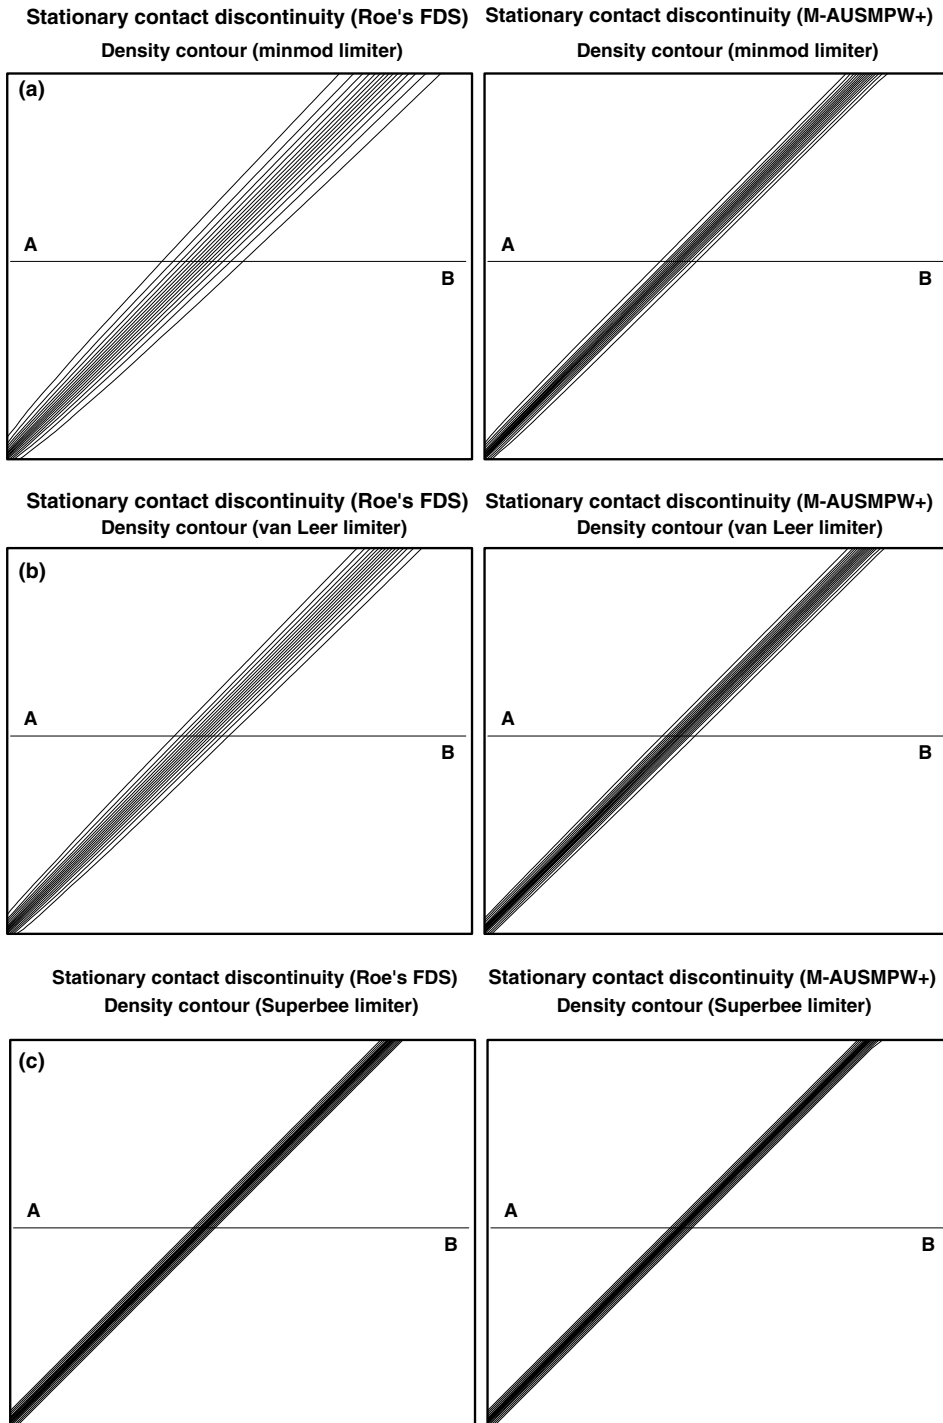 Stationary contact discontinuity (Roe's FDS)
Density contour (minmod limiter)
Stationary contact discontinuity (M-AUSMPW+)
Density contour (minmod limiter)
(a)
A
B
A
B
Stationary contact discontinuity (Roe's FDS)
Density contour (van Leer limiter)
Stationary contact discontinuity (M-AUSMPW+)
Density contour (van Leer limiter)
(b)
A
B
A
B
Stationary contact discontinuity (Roe's FDS)
Density contour (Superbee limiter)
Stationary contact discontinuity (M-AUSMPW+)
Density contour (Superbee limiter)
(c)
A
B
A
B